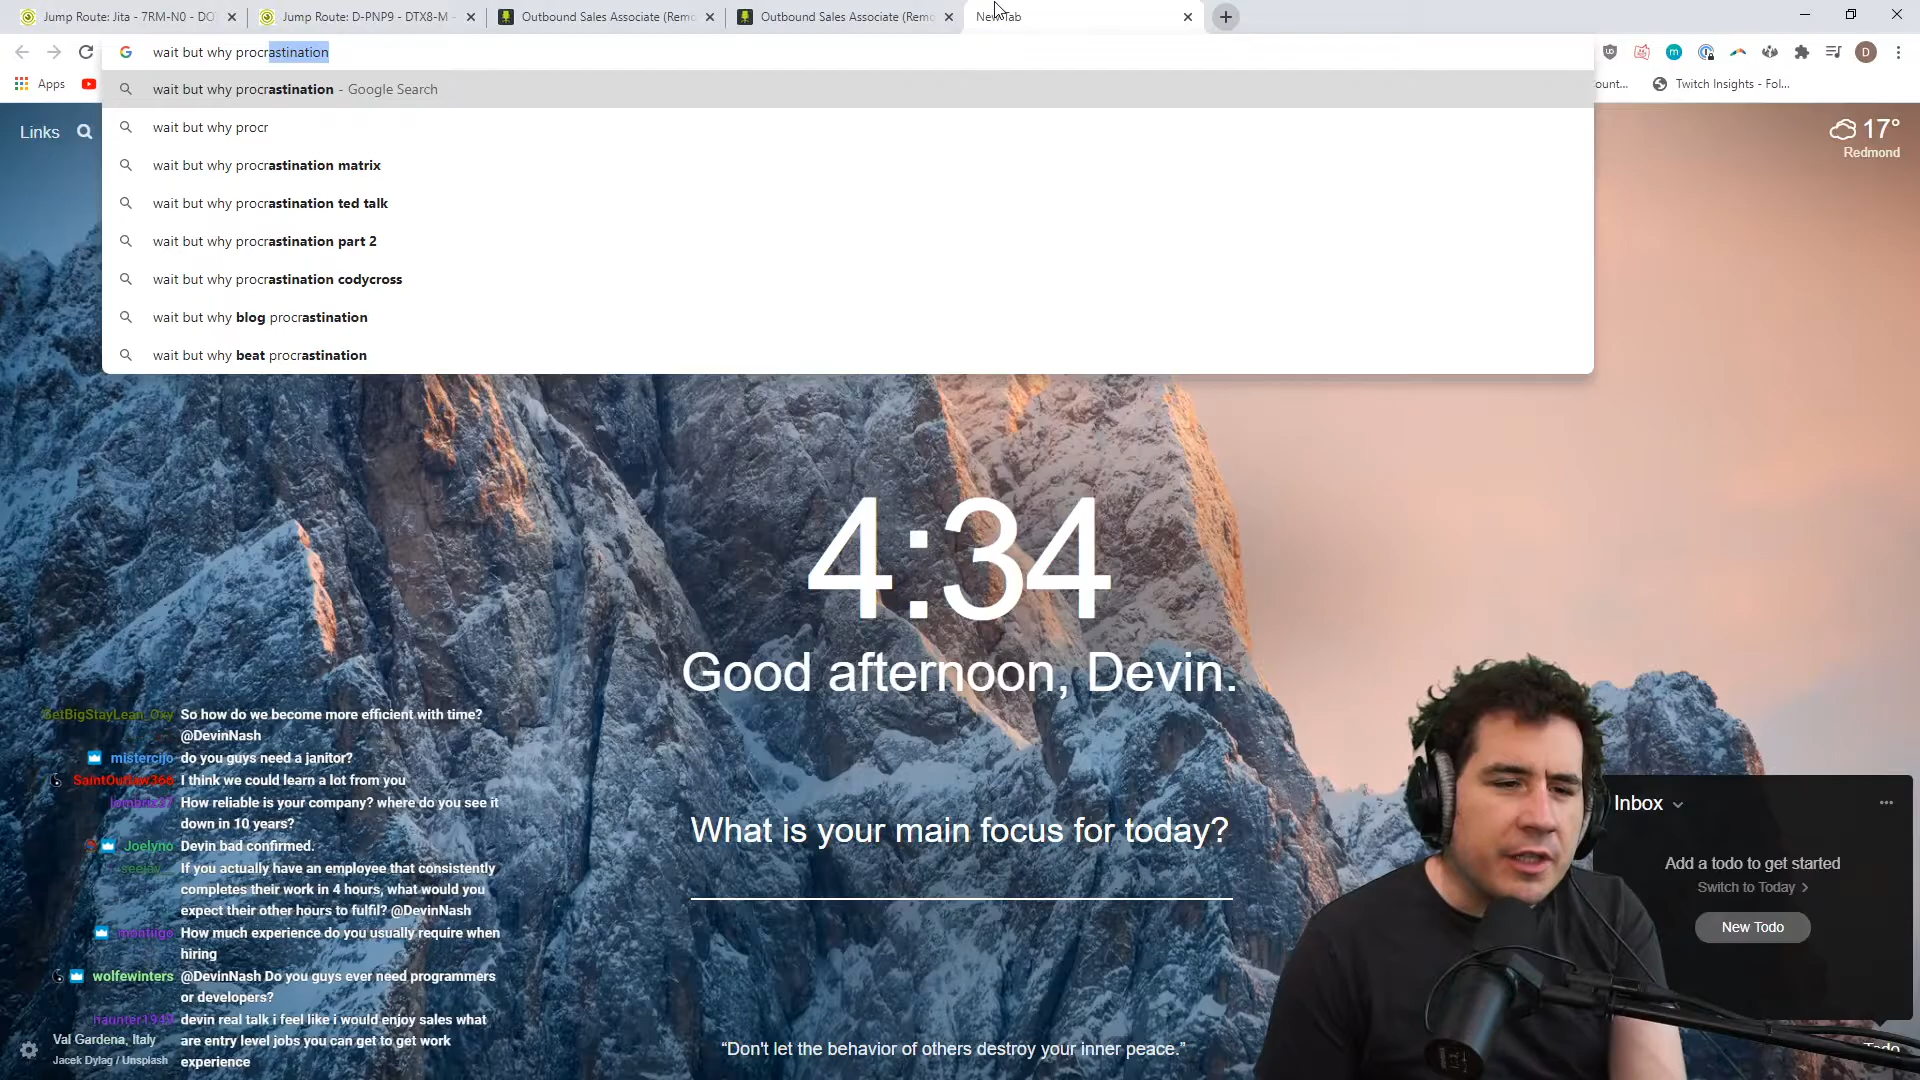 Jump Route: Jita - 7RM-N0 - DO
Jump Route: D-PNP9 - DTX8-M -
Outbound Sales Associate (Remo
Outbound Sales Associate (Remo
New Tab
wait but why procrastination
Apps
ount...
Twitch Insights - Fol...
wait but why procrastination - Google Search
wait but why procr
wait but why procrastination matrix
wait but why procrastination ted talk
wait but why procrastination part 2
wait but why procrastination codycross
wait but why blog procrastination
wait but why beat procrastination
Links
17°
Redmond
4:34
Good afternoon, Devin.
What is your main focus for today?
GetBigStayLean_Oxy So how do we become more efficient with time?
@DevinNash
mistercijo do you guys need a janitor?
SaintOutlaw366 I think we could learn a lot from you
How reliable is your company? where do you see it
down in 10 years?
Joelyno Devin bad confirmed.
If you actually have an employee that consistently
completes their work in 4 hours, what would you
expect their other hours to fulfil? @DevinNash
How much experience do you usually require when
hiring
wolfewinters @DevinNash Do you guys ever need programmers
or developers?
haunter1949 devin real talk i feel like i would enjoy sales what
are entry level jobs you can get to get work
experience
Val Gardena, Italy
Jacek Dylag / Unsplash
“Don't let the behavior of others destroy your inner peace.”
Inbox
Add a todo to get started
Switch to Today
New Todo
Todo